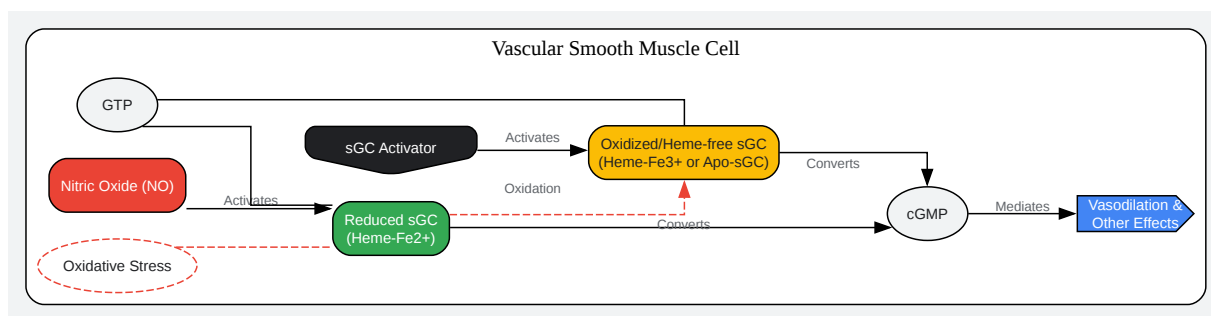 Vascular Smooth Muscle Cell
GTP
sGC Activator
Activates
Oxidized/Heme-free sGC
(Heme-Fe3+ or Apo-sGC)
Converts
Nitric Oxide (NO)
Activates
Oxidation
Reduced sGC
(Heme-Fe2+)
Converts
cGMP
Mediates
Vasodilation &
Other Effects
Oxidative Stress